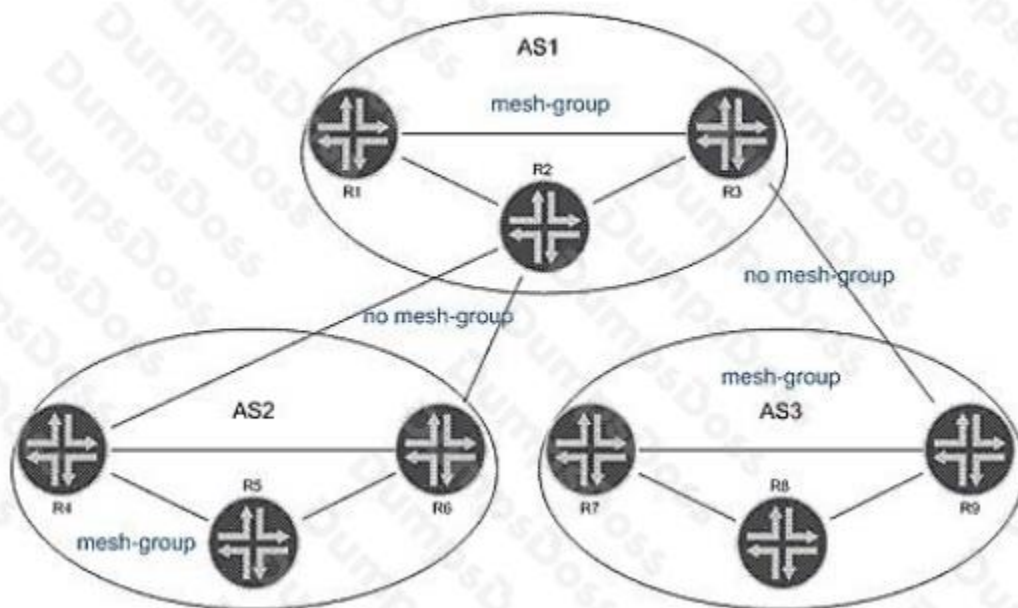 AS1
mesh-group
R1
R2
R3
no mesh-group
no mesh-group
AS2
mesh-group
AS3
R4
R5
R6
R7
R8
R9
mesh-group
DumpsDoss